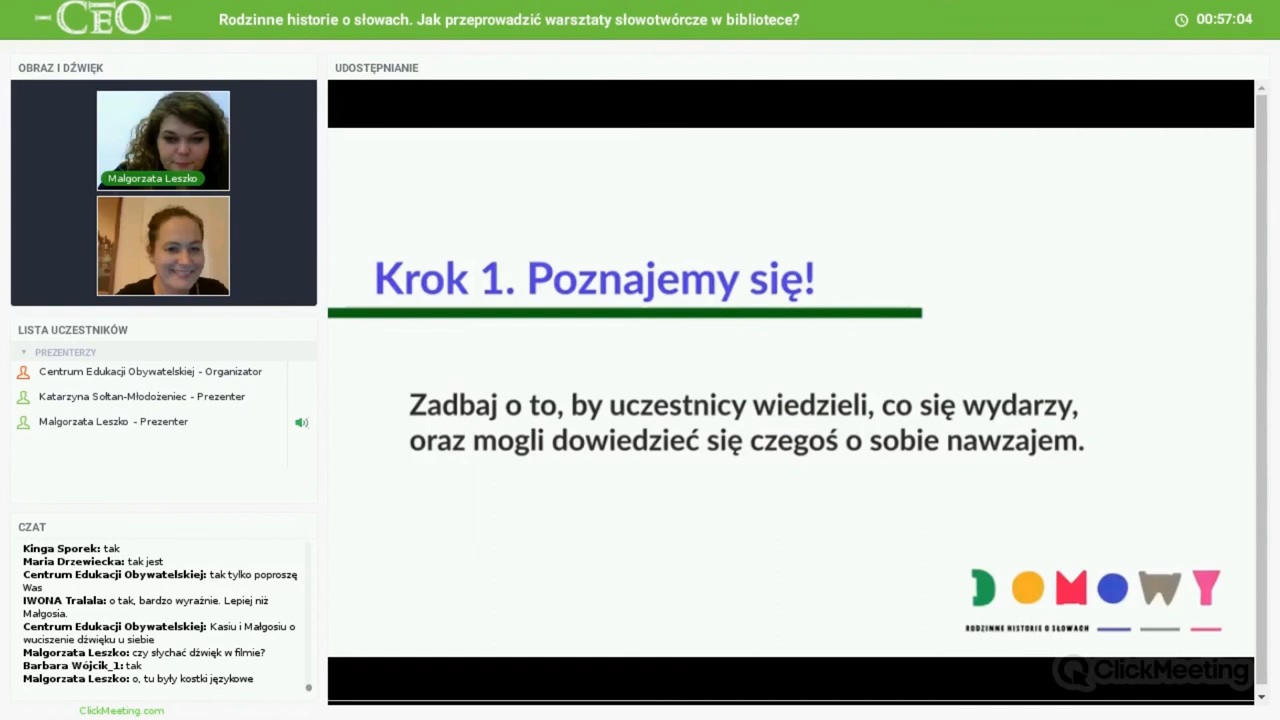 CEO
Rodzinne historie o słowach. Jak przeprowadzić warsztaty słowotwórcze w bibliotece?
00:57:04
OBRAZ I DŹWIĘK
UDOSTĘPNIANIE
Malgorzata Leszko
LISTA UCZESTNIKÓW
PREZENTERZY
Centrum Edukacji Obywatelskiej - Organizator
Katarzyna Sołtan-Młodożeniec - Prezenter
Malgorzata Leszko - Prezenter
CZAT
Kinga Sporek: tak
Maria Drzewiecka: tak jest
Centrum Edukacji Obywatelskiej: tak tylko poproszę
Was
IWONA Tralala: o tak, bardzo wyraźnie. Lepiej niż
Małgosia.
Centrum Edukacji Obywatelskiej: Kasiu i Małgosiu o
wuciszenie dźwięku u siebie
Malgorzata Leszko: czy słychać dźwięk w filmie?
Barbara Wójcik_1: tak
Malgorzata Leszko: o, tu były kostki językowe
ClickMeeting.com
Krok 1. Poznajemy się!
Zadbaj o to, by uczestnicy wiedzieli, co się wydarzy,
oraz mogli dowiedzieć się czegoś o sobie nawzajem.
DOMOWY
RODZINNE HISTORIE O SŁOWACH
ClickMeeting